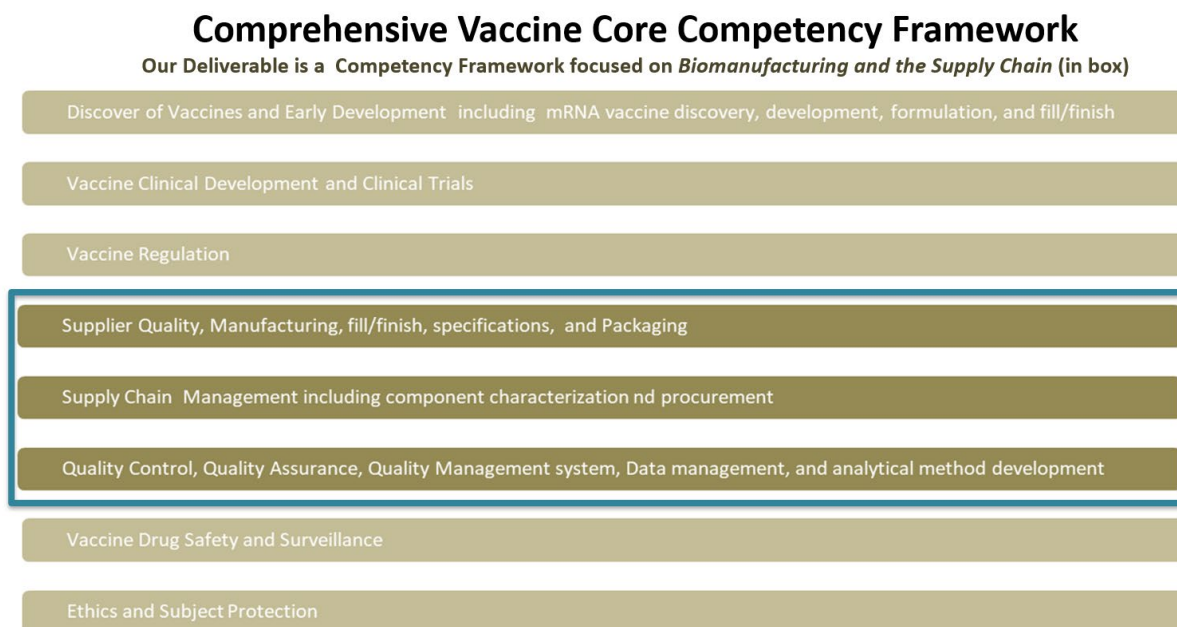 Comprehensive Vaccine Core Competency Framework
Our Deliverable is a Competency Framework focused on Biomanufacturing and the Supply Chain (in box)
Discover of Vaccines and Early Development including mRNA vaccine discovery, development, formulation, and fill/finish
Vaccine Clinical Development and Clinical Trials
Vaccine Regulation
Supplier Quality, Manufacturing, fill/finish, specifications, and Packaging
Supply Chain Management including component characterization nd procurement
Quality Control, Quality Assurance, Quality Management system, Data management, and analytical method development
Vaccine Drug Safety and Surveillance
Ethics and Subject Protection